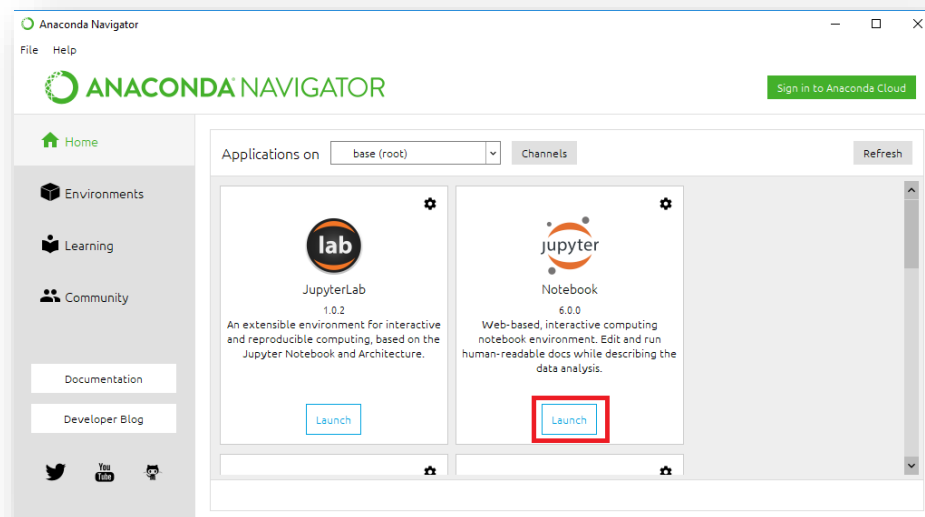 Anaconda Navigator
File Help
ANACONDA NAVIGATOR
Sign in to Anaconda Cloud
Home
Applications on base (root) Channels Refresh
Environments
Learning
Community
Documentation
Developer Blog
You
Tube
lab
JupyterLab
1.0.2
An extensible environment for interactive
and reproducible computing, based on the
Jupyter Notebook and Architecture.
Launch
jupyter
Notebook
6.0.0
Web-based, interactive computing
notebook environment. Edit and run
human-readable docs while describing the
data analysis.
Launch